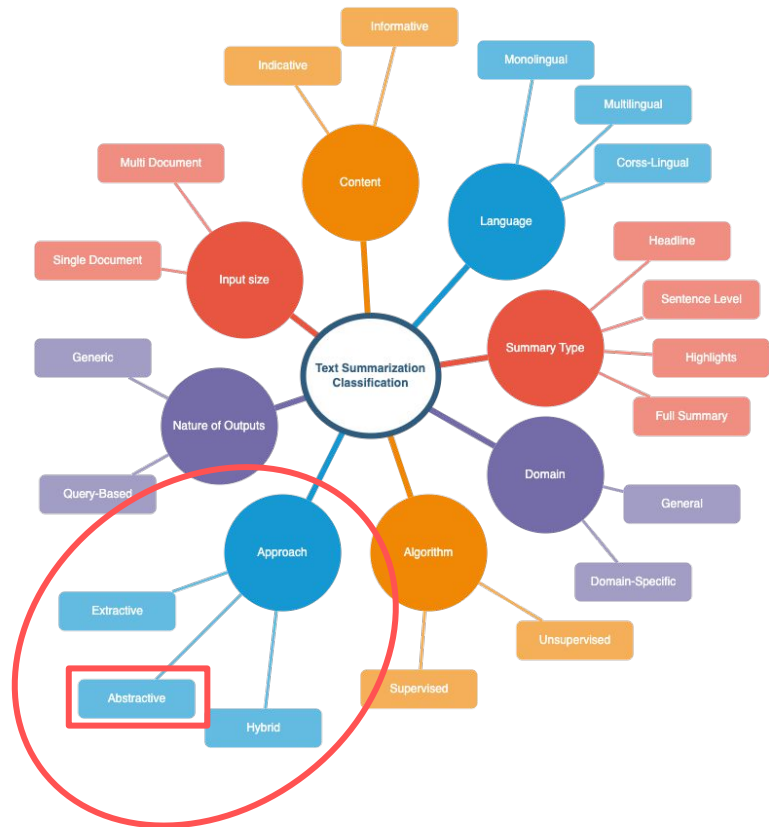 Informative
Indicative
Content
Monolingual
Multilingual
Corss-Lingual
Language
Multi Document
Single Document
Input size
Headline
Sentence Level
Highlights
Full Summary
Summary Type
Text Summarization
Classification
Generic
Nature of Outputs
Query-Based
Domain
General
Domain-Specific
Approach
Extractive
Abstractive
Hybrid
Algorithm
Unsupervised
Supervised